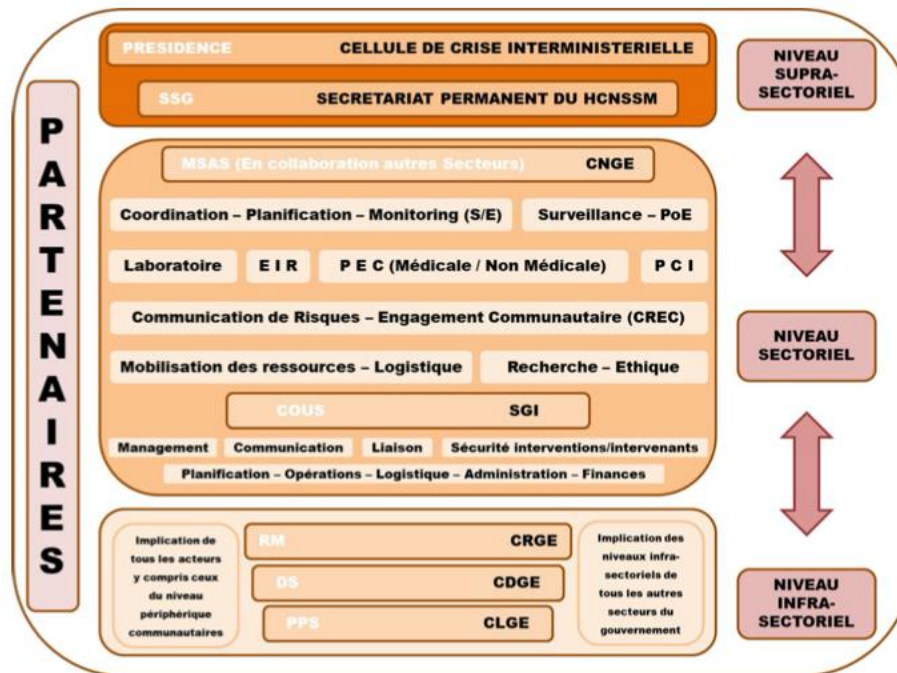 PARTENAIRES
PRESIDENCE CELLULE DE CRISE INTERMINISTERIELLE
SSG SECRETARIAT PERMANENT DU HCNSSM
NIVEAU
SUPRA-
SECTORIEL
MSAS (En collaboration autres Secteurs) CNGE
Coordination – Planification – Monitoring (S/E) Surveillance – PoE
Laboratoire E I R P E C (Médicale / Non Médicale) P C I
Communication de Risques – Engagement Communautaire (CREC)
Mobilisation des ressources – Logistique Recherche – Ethique
COUS SGI
Management Communication Liaison Sécurité interventions/intervenants
Planification – Opérations – Logistique – Administration – Finances
NIVEAU
SECTORIEL
Implication de
tous les acteurs
y compris ceux
du niveau
périphérique
communautaires
RM CRGE
DS CDGE
PPS CLGE
Implication des
niveaux infra-
sectoriels de
tous les autres
secteurs du
gouvernement
NIVEAU
INFRA-
SECTORIEL